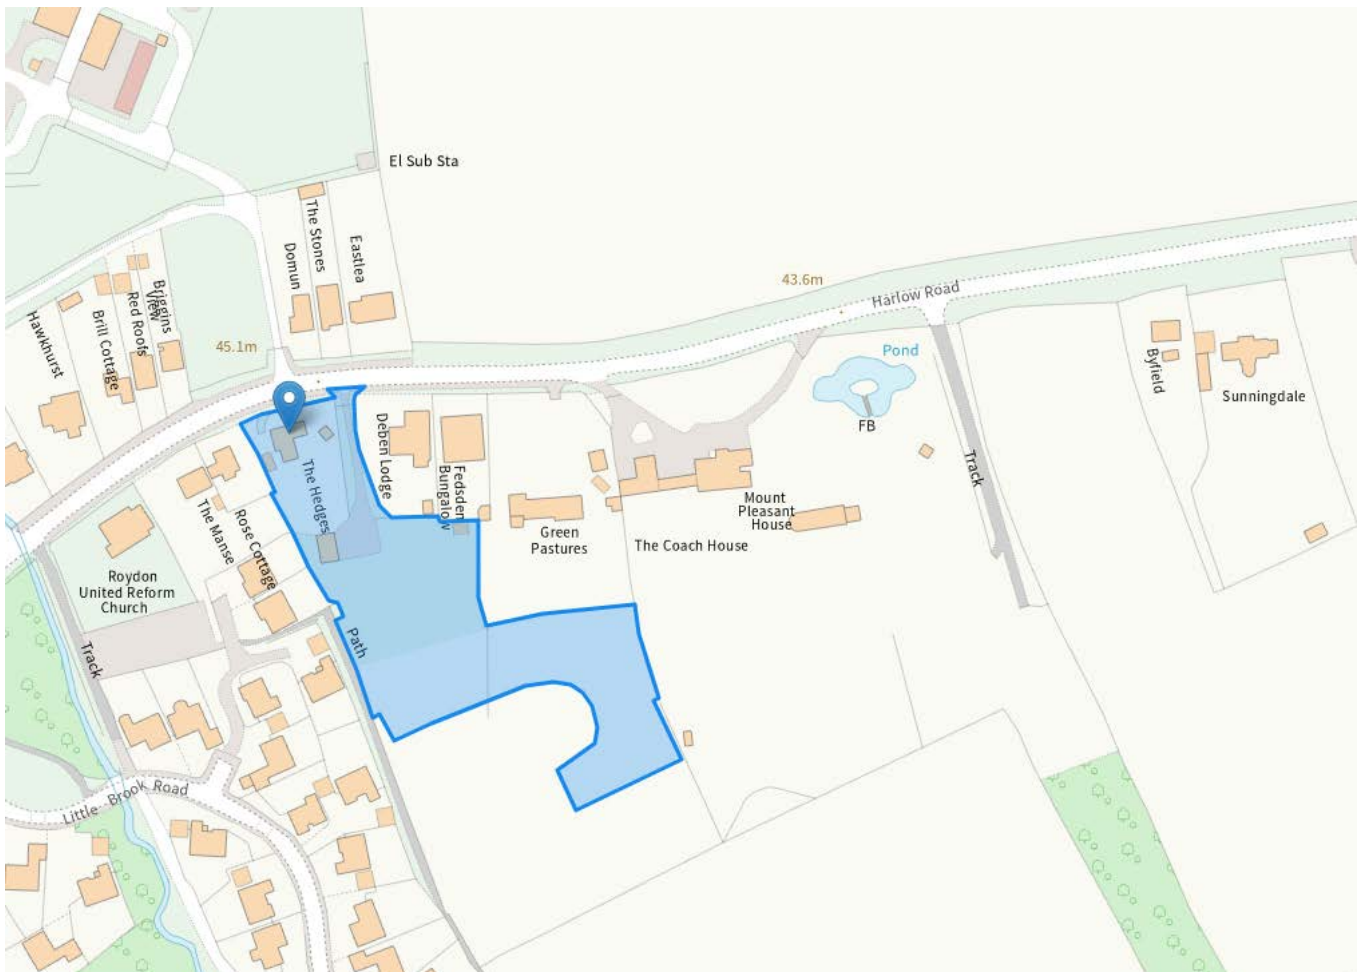 El Sub Sta
The Stones
Domun
Eastlea
43.6m
Harlow Road
Briggins
View
Red Roofs
Brill Cottage
Hawkhurst
45.1m
Pond
FB
Byfield
Sunningdale
Track
Deben Lodge
Fedsden
Bungalow
The Hedges
Green
Pastures
Mount
Pleasant
House
The Coach House
The Manse
Rose Cottage
Roydon
United Reform
Church
Path
Track
Little Brook Road